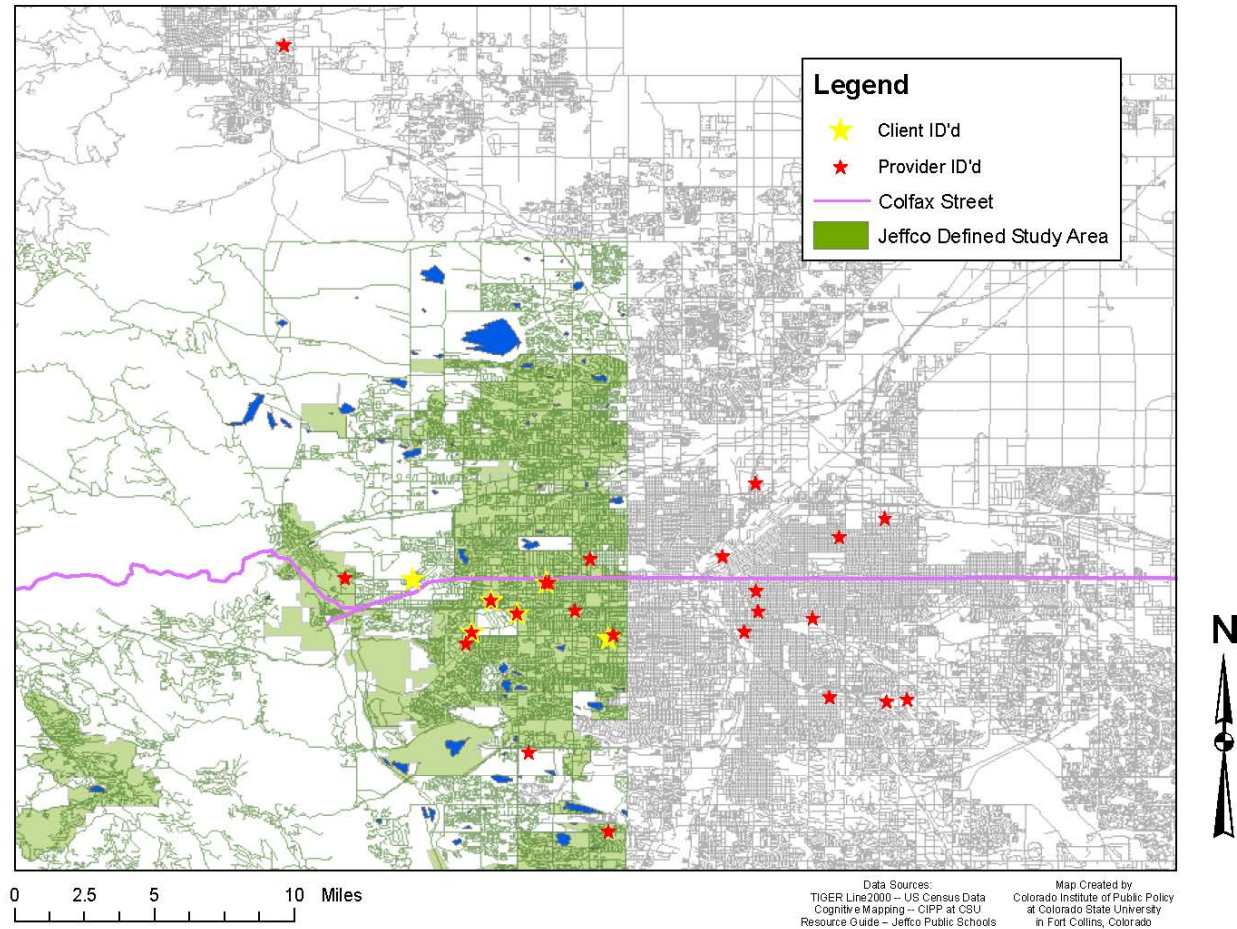 Legend
Client ID'd
Provider ID'd
Colfax Street
Jeffco Defined Study Area
N
0 2.5 5 10 Miles
Data Sources:
TIGER Line2000 -- US Census Data
Cognitive Mapping -- CIPP at CSU
Resource Guide – Jeffco Public Schools
Map Created by
Colorado Institute of Public Policy
at Colorado State University
in Fort Collins, Colorado